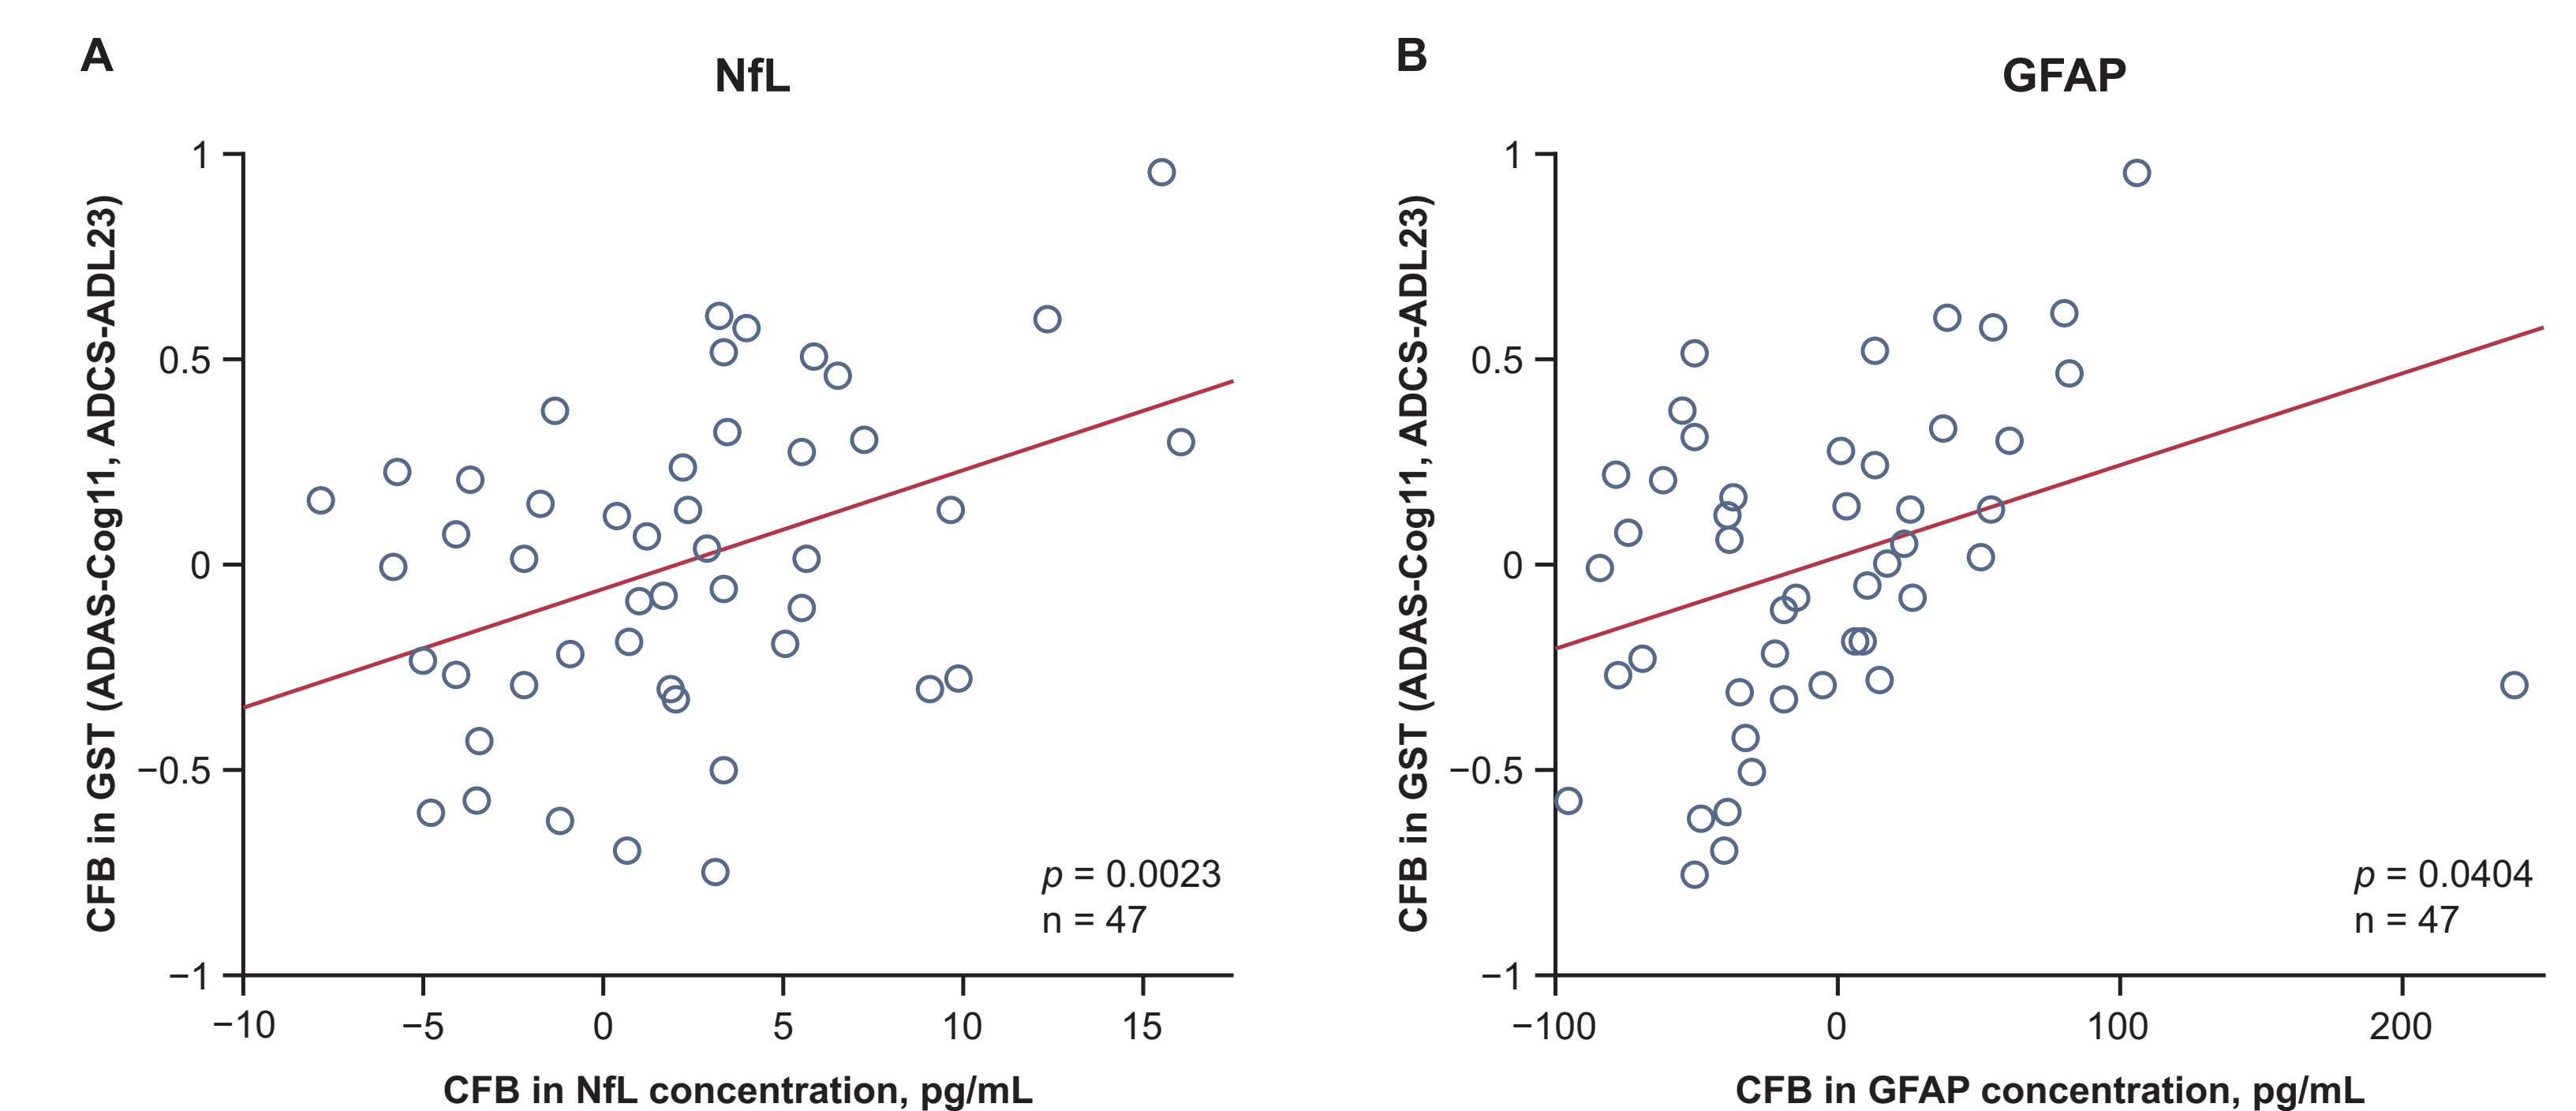 A
NfL
CFB in GST (ADAS-Cog11, ADCS-ADL23)
1
0.5
0
−0.5
−1
−10
−5
0
5
10
15
p = 0.0023
n = 47
CFB in NfL concentration, pg/mL
B
GFAP
CFB in GST (ADAS-Cog11, ADCS-ADL23)
1
0.5
0
−0.5
−1
−100
0
100
200
p = 0.0404
n = 47
CFB in GFAP concentration, pg/mL